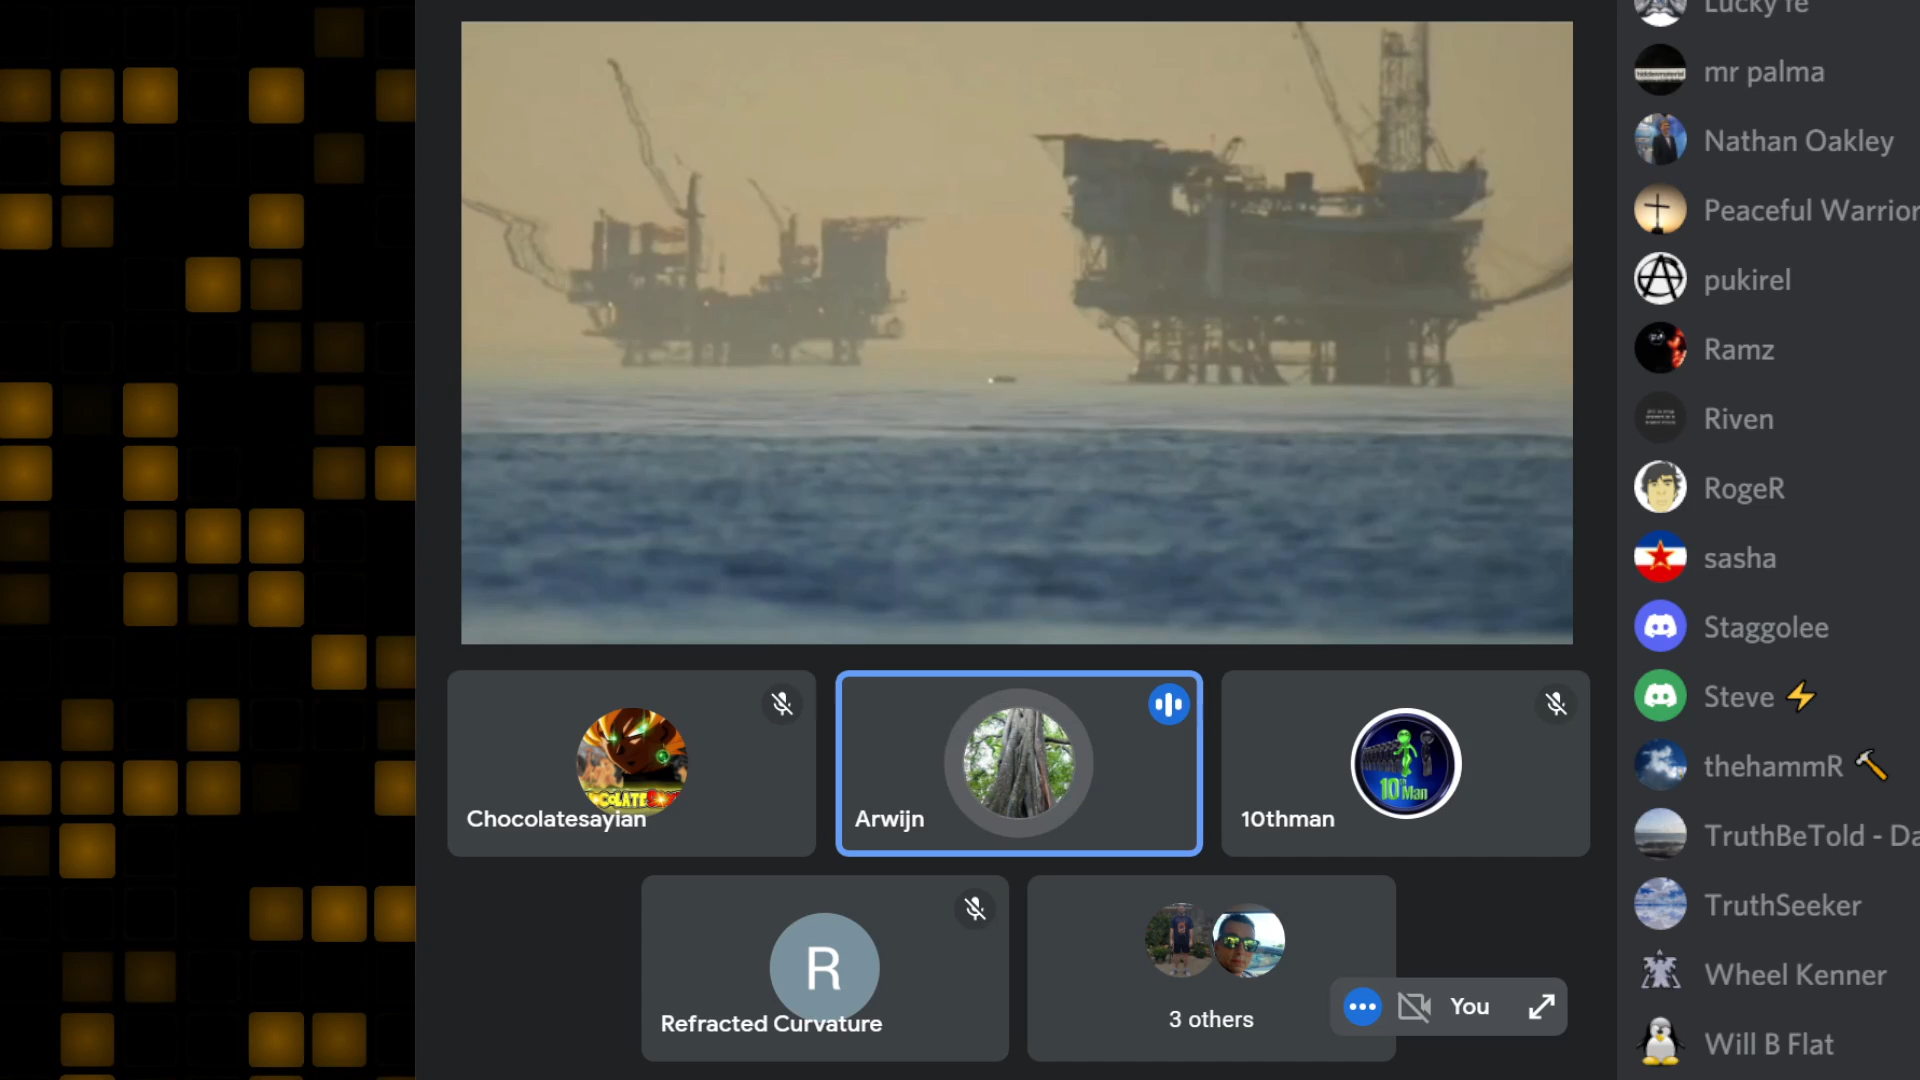 Lucky fe
mr palma
Nathan Oakley
Peaceful Warrior
pukirel
Ramz
Riven
RogeR
sasha
Staggolee
Steve ⚡
thehammR 🔨
TruthBeTold - Da
TruthSeeker
Wheel Kenner
Will B Flat
Chocolatesayian
Arwijn
10thman
10 Man
R
Refracted Curvature
3 others
You